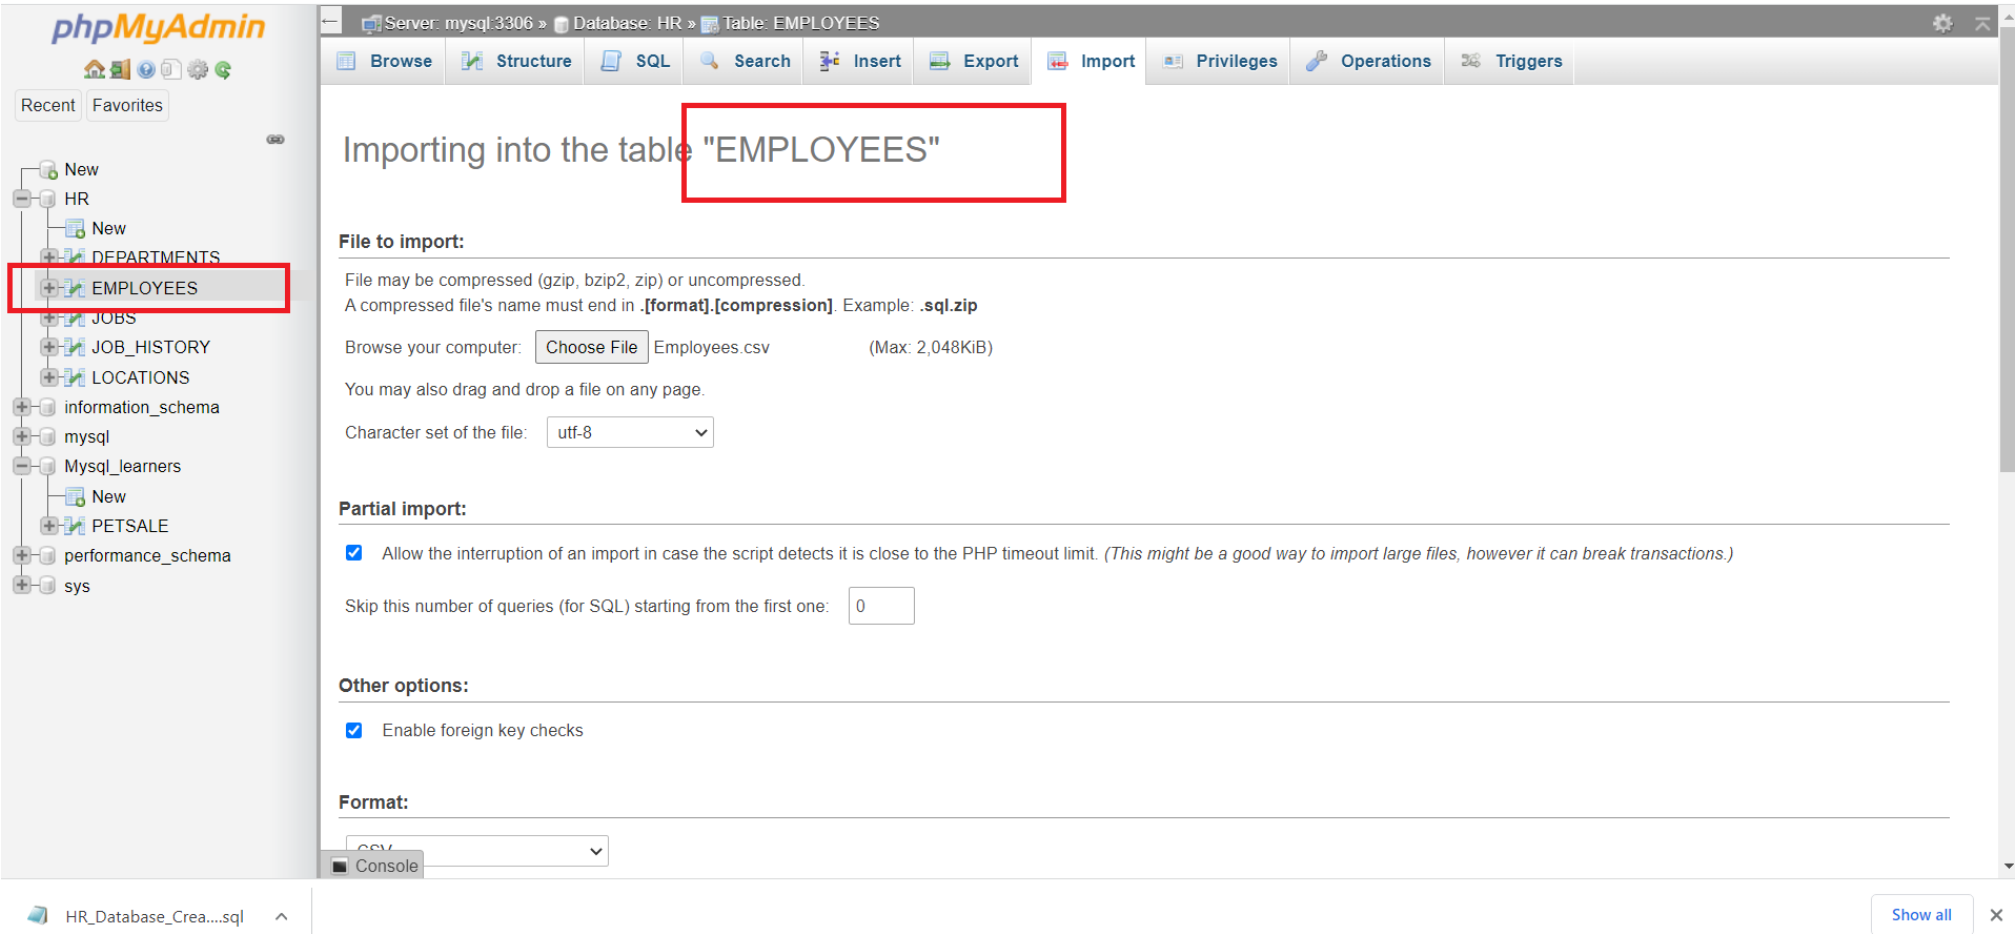 phpMyAdmin
Recent Favorites
New
HR
New
DEPARTMENTS
EMPLOYEES
JOBS
JOB_HISTORY
LOCATIONS
information_schema
mysql
Mysql_learners
New
PETSALE
performance_schema
sys
← Server: mysql:3306 » Database: HR » Table: EMPLOYEES
Browse Structure SQL Search Insert Export Import Privileges Operations Triggers
Importing into the table "EMPLOYEES"
File to import:
File may be compressed (gzip, bzip2, zip) or uncompressed.
A compressed file's name must end in .[format].[compression]. Example: .sql.zip
Browse your computer: Choose File Employees.csv (Max: 2,048KiB)
You may also drag and drop a file on any page.
Character set of the file: utf-8
Partial import:
Allow the interruption of an import in case the script detects it is close to the PHP timeout limit. (This might be a good way to import large files, however it can break transactions.)
Skip this number of queries (for SQL) starting from the first one: 0
Other options:
Enable foreign key checks
Format:
CSV
Console
HR_Database_Crea....sql
Show all